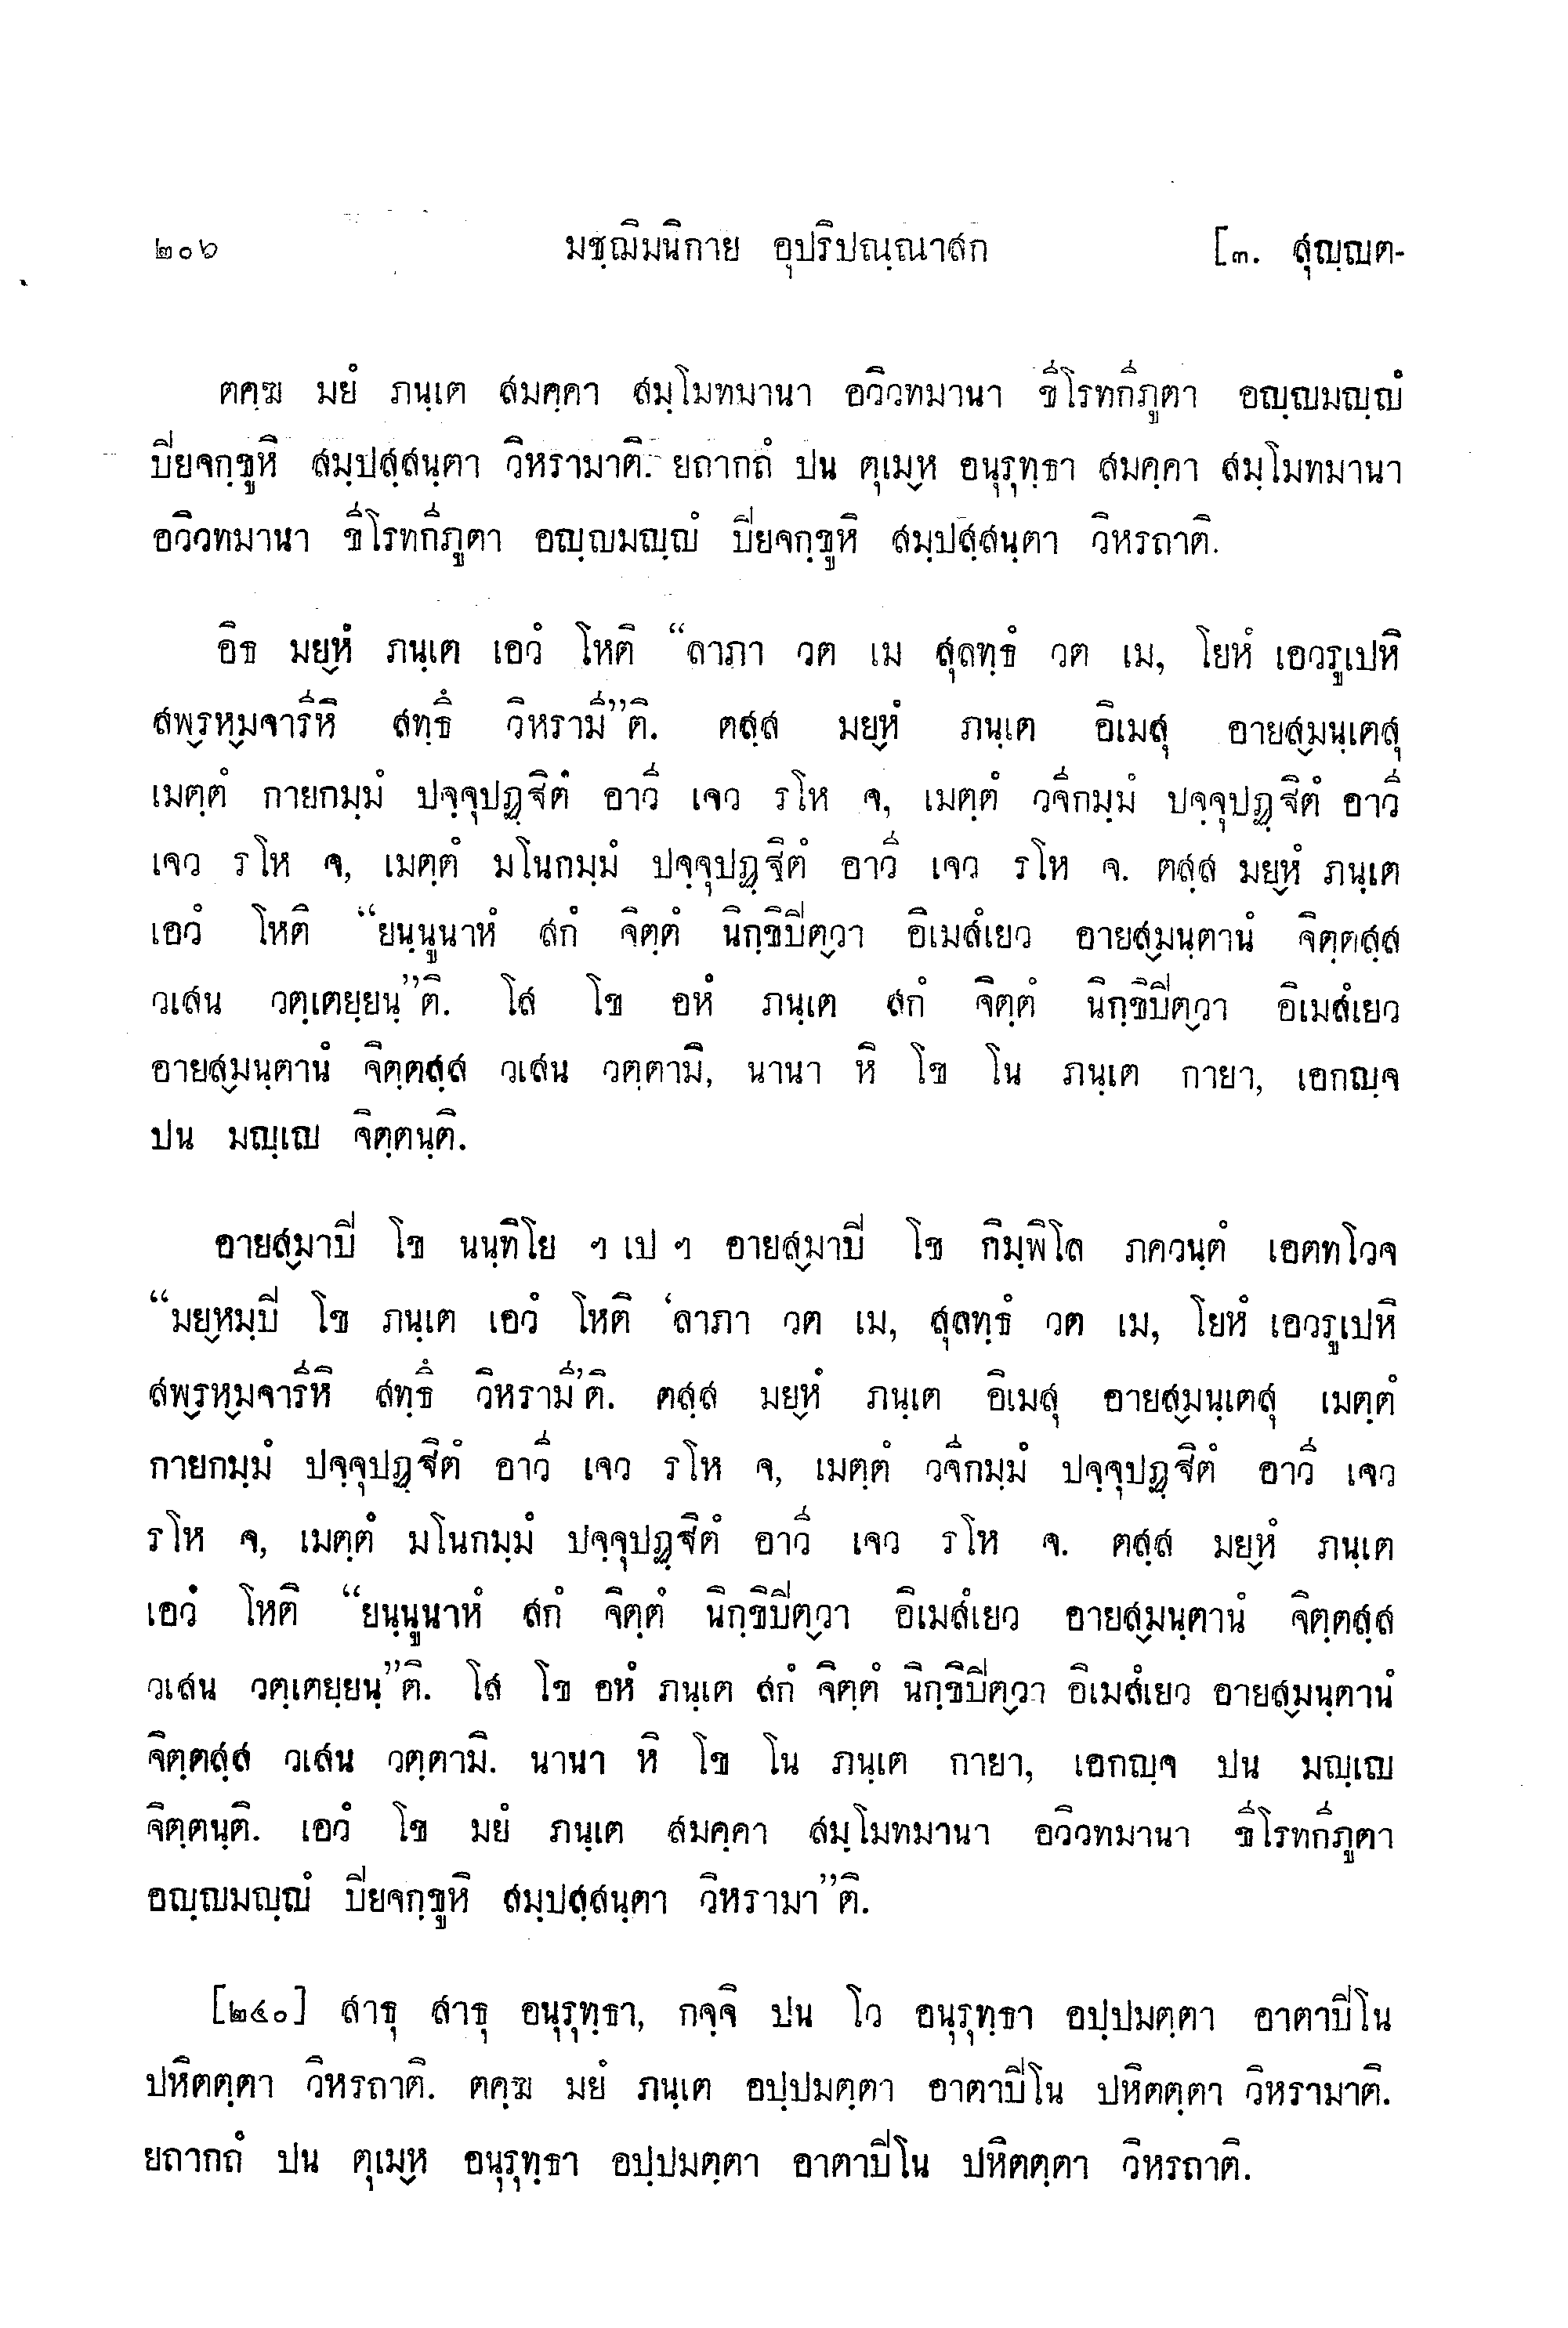 ๒๐๖ มชฺฌิมนิกาย อุปริปณฺณาสก [๓. สุญฺญต-
ตคฺฆ มยํ ภนฺเต สมคฺคา สมฺโมทมานา อวิวทมานา ขีโรทกีภูตา อญฺญมญฺญํ
ปิยจกฺขูหิ สมฺปสฺสนฺตา วิหรามาติ. ยถากถํ ปน ตุเมฺห อนุรุทฺธา สมคฺคา สมฺโมทมานา
อวิวทมานา ขีโรทกีภูตา อญฺญมญฺญํ ปิยจกฺขูหิ สมฺปสฺสนฺตา วิหรถาติ.
อิธ มยฺหํ ภนฺเต เอวํ โหติ “ลาภา วต เม สุลทฺธํ วต เม, โยหํ เอวรูเปหิ
สพฺรหฺมจารีหิ สทฺธึ วิหรามี”ติ. ตสฺส มยฺหํ ภนฺเต อิเมสุ อายสฺมนฺเตสุ
เมตฺตํ กายกมฺมํ ปจฺจุปฏฺฐิตํ อาวี เจว รโห จ, เมตฺตํ วจีกมฺมํ ปจฺจุปฏฺฐิตํ อาวี
เจว รโห จ, เมตฺตํ มโนกมฺมํ ปจฺจุปฏฺฐิตํ อาวี เจว รโห จ. ตสฺส มยฺหํ ภนฺเต
เอวํ โหติ “ยนฺนูนาหํ สกํ จิตฺตํ นิกฺขิปิตฺวา อิเมสํเยว อายสฺมนฺตานํ จิตฺตสฺส
วเสน วตฺเตยฺยนฺ”ติ. โส โข อหํ ภนฺเต สกํ จิตฺตํ นิกฺขิปิตฺวา อิเมสํเยว
อายสฺมนฺตานํ จิตฺตสฺส วเสน วตฺตามิ, นานา หิ โข โน ภนฺเต กายา, เอกญฺจ
ปน มญฺเญ จิตฺตนฺติ.
อายสฺมาปิ โข นนฺทิโย ฯ เป ฯ อายสฺมาปิ โข กิมฺพิโล ภควนฺตํ เอตทโวจ
“มยฺหมฺปิ โข ภนฺเต เอวํ โหติ ‘ลาภา วต เม, สุลทฺธํ วต เม, โยหํ เอวรูเปหิ
สพฺรหฺมจารีหิ สทฺธึ วิหรามี’ติ. ตสฺส มยฺหํ ภนฺเต อิเมสุ อายสฺมนฺเตสุ เมตฺตํ
กายกมฺมํ ปจฺจุปฏฺฐิตํ อาวี เจว รโห จ, เมตฺตํ วจีกมฺมํ ปจฺจุปฏฺฐิตํ อาวี เจว
รโห จ, เมตฺตํ มโนกมฺมํ ปจฺจุปฏฺฐิตํ อาวี เจว รโห จ. ตสฺส มยฺหํ ภนฺเต
เอวํ โหติ “ยนฺนูนาหํ สกํ จิตฺตํ นิกฺขิปิตฺวา อิเมสํเยว อายสฺมนฺตานํ จิตฺตสฺส
วเสน วตฺเตยฺยนฺ”ติ. โส โข อหํ ภนฺเต สกํ จิตฺตํ นิกฺขิปิตฺวา อิเมสํเยว อายสฺมนฺตานํ
จิตฺตสฺส วเสน วตฺตามิ. นานา หิ โข โน ภนฺเต กายา, เอกญฺจ ปน มญฺเญ
จิตฺตนฺติ. เอวํ โข มยํ ภนฺเต สมคฺคา สมฺโมทมานา อวิวทมานา ขีโรทกีภูตา
อญฺญมญฺญํ ปิยจกฺขูหิ สมฺปสฺสนฺตา วิหรามา”ติ.
[๒๔๐] สาธุ สาธุ อนุรุทฺธา, กจฺจิ ปน โว อนุรุทฺธา อปฺปมตฺตา อาตาปิโน
ปหิตตฺตา วิหรถาติ. ตคฺฆ มยํ ภนฺเต อปฺปมตฺตา อาตาปิโน ปหิตตฺตา วิหรามาติ.
ยถากถํ ปน ตุเมฺห อนุรุทฺธา อปฺปมตฺตา อาตาปิโน ปหิตตฺตา วิหรถาติ.